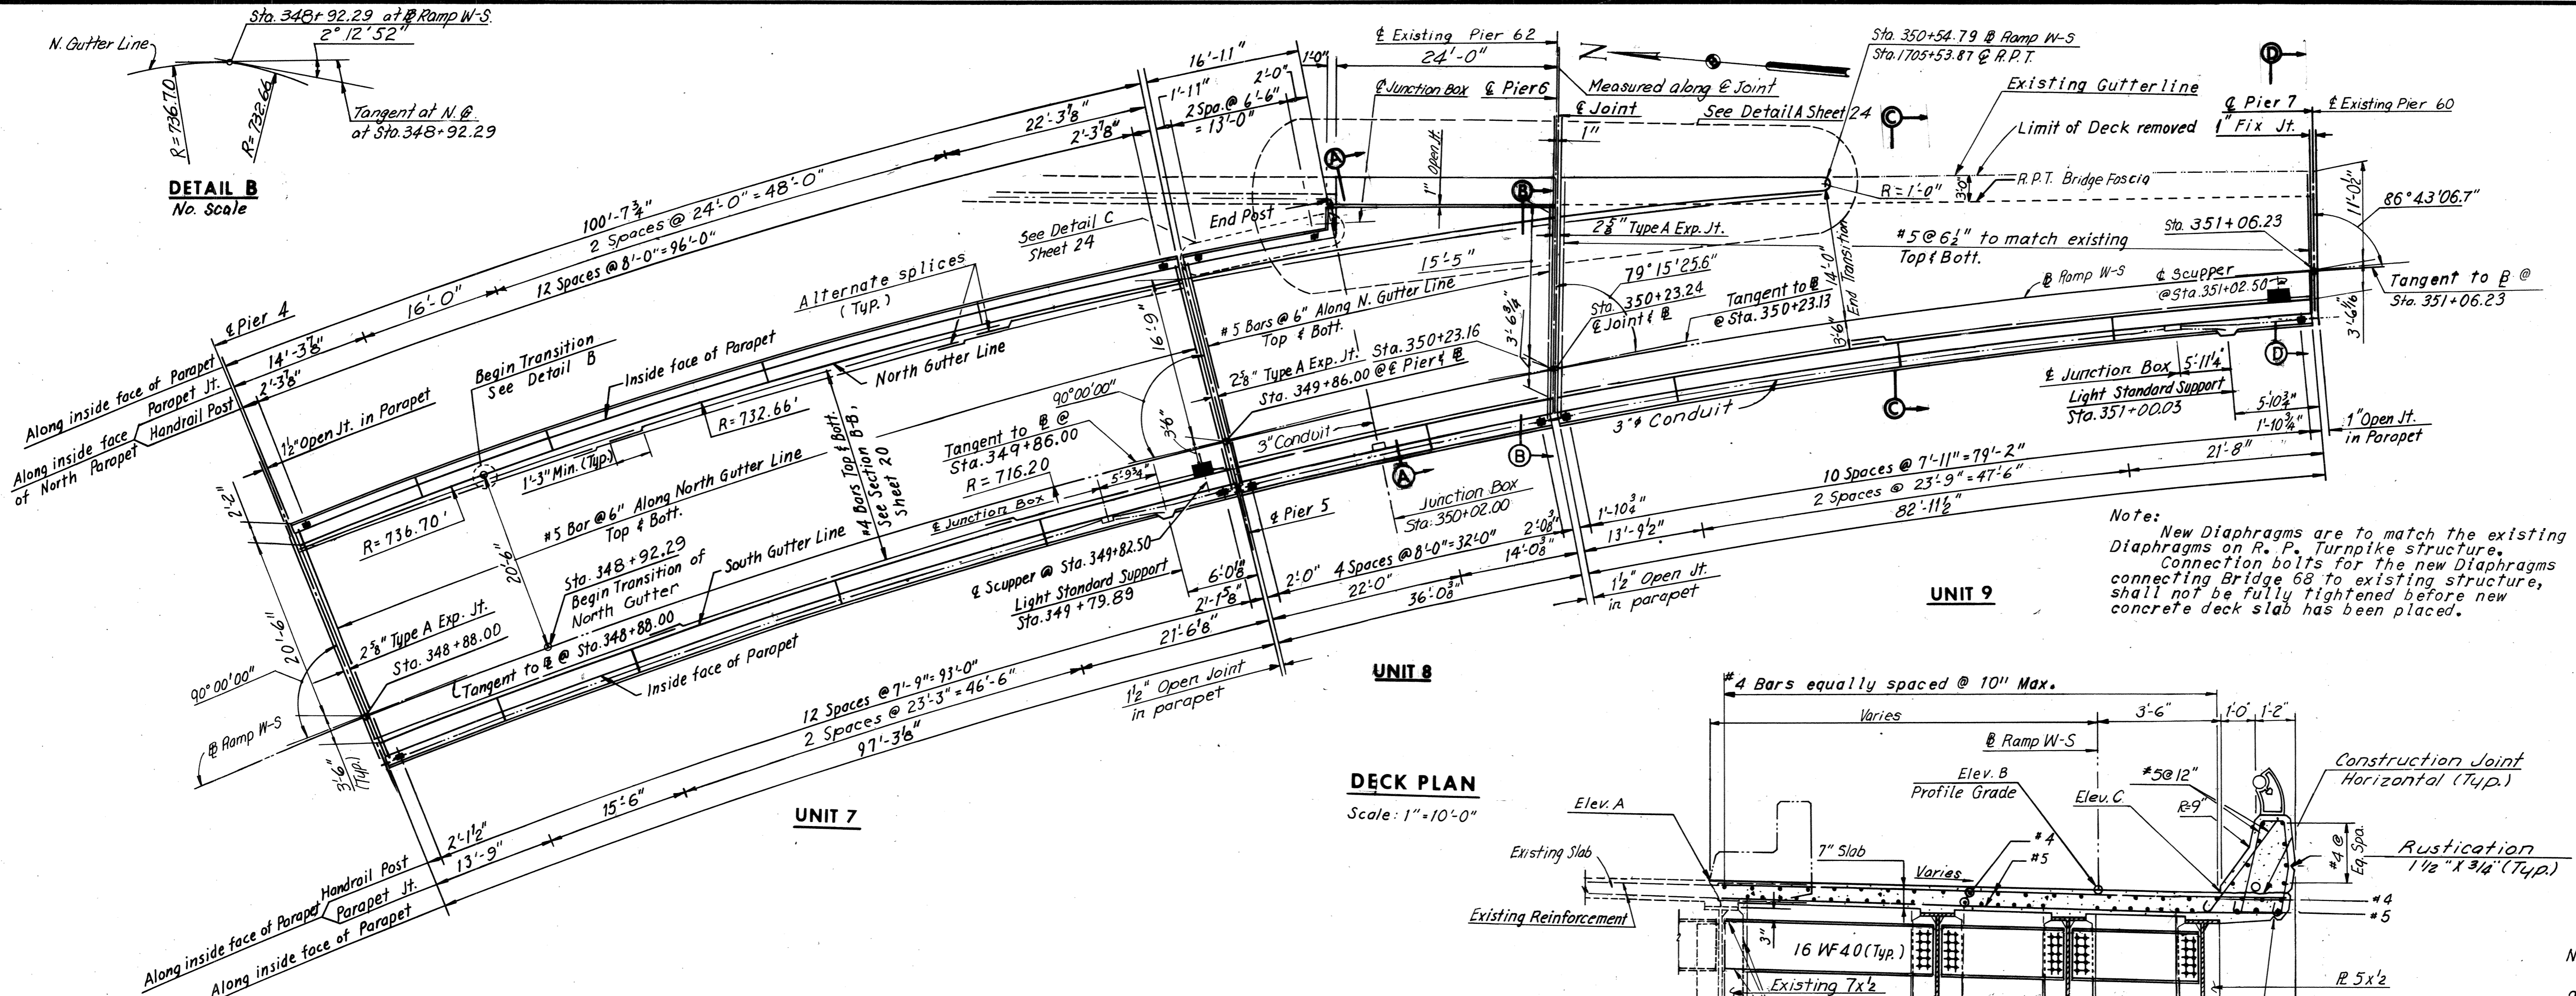 Sta. 348+92.29 at ℄ Ramp W-S.
2° 12' 52"
N. Gutter Line
R=736.70
R=732.66
Tangent at N. ₲
at Sta. 348+92.29
DETAIL B
No. Scale
16'-11"
1'-0"
2'-0"
1'-11"
2 Spa. @ 6'-6"
= 13'-0"
22'-3⅞"
2'-3⅞"
100'-7¾"
2 Spaces @ 24'-0" = 48'-0"
12 Spaces @ 8'-0" = 96'-0"
16'-0"
14'-3⅞"
2'-3⅞"
℄ Pier 4
Along inside face of Parapet
Along inside face of North Parapet
Parapet Jt.
Handrail Post
1½" Open Jt. in Parapet
Begin Transition
See Detail B
Inside face of Parapet
Alternate splices
(Typ.)
North Gutter Line
See Detail C
Sheet 24
End Post
℄ Existing Pier 62
24'-0"
℄ Junction Box
℄ Pier 6
Measured along ℄ Joint
℄ Joint
1"
See Detail A Sheet 24
N
Sta. 350+54.79 ℔ Ramp W-S
Sta. 1705+53.87 ℄ R.P.T.
Existing Gutterline
Limit of Deck removed
℄ Pier 7
1" Fix Jt.
℄ Existing Pier 60
A
B
C
D
1" Open Jt.
R=1'-0"
3'-0"
R.P.T. Bridge Foscia
11'-0½"
86° 43' 06.7"
2⅝" Type A Exp. Jt.
#5 @ 6½" to match existing
Top & Bott.
Sta. 351+06.23
15'-5"
79° 15' 25.6"
Sta. 350+23.24
℄ Joint & ℔
Tangent to ℔
@ Sta. 350+23.13
14'-0"
End Transition
3'-6"
℔ Ramp W-S
℄ Scupper
@ Sta. 351+02.50
Tangent to ℔ @
Sta. 351+06.23
3'-6 1/16"
3'-6¾"
#5 Bars @ 6" Along N. Gutter Line
Top & Bott.
2⅝" Type A Exp. Jt.
Sta. 350+23.16
Sta. 349+86.00 @ ℄ Pier & ℔
16'-9"
3'-6"
90° 00' 00"
Tangent to ℔ @
Sta. 349+86.00
R = 716.20
3" Conduit
3"ᶲ Conduit
A
B
C
D
℄ Junction Box
5'-11¼"
Light Standard Support
Sta. 351+00.03
5'-10¾"
1'-10¾"
1" Open Jt.
in Parapet
R=732.66'
R=736.70'
1'-3" Min. (Typ.)
#5 Bar @ 6" Along North Gutter Line
Top & Bott.
#4 Bars Top & Bott.
See Section B-B,
Sheet 20
℄ Junction Box
5'-9¾"
Junction Box
Sta. 350+02.00
℄ Pier 5
2'-2"
20'-6"
Sta. 348+92.29
Begin Transition of
North Gutter
South Gutter Line
℄ Scupper @ Sta. 349+82.50
Light Standard Support
Sta. 349+79.89
2⅝" Type A Exp. Jt.
Sta. 348+88.00
Tangent to ℔ @ Sta. 348+88.00
Inside face of Parapet
90° 00' 00"
20'-6"
℔ Ramp W-S
3'-6"
(Typ.)
6'-0⅛"
2'-1⅝"
21'-6⅛"
12 Spaces @ 7'-9" = 93'-0"
2 Spaces @ 23'-3" = 46'-6"
97'-3⅛"
15'-6"
2'-1½"
13'-9"
Handrail Post
Parapet Jt.
Along inside face of Parapet
Along inside face of Parapet
1½" Open Joint
in parapet
2'-0"
4 Spaces @ 8'-0" = 32'-0"
2'-0⅜"
22'-0"
14'-0⅜"
36'-0⅜"
1½" Open Jt.
in parapet
1'-10¾"
13'-9½"
10 Spaces @ 7'-11" = 79'-2"
2 Spaces @ 23'-9" = 47'-6"
21'-8"
82'-11½"
UNIT 7
UNIT 8
UNIT 9
Note:
New Diaphragms are to match the existing
Diaphragms on R. P. Turnpike structure.
Connection bolts for the new Diaphragms
connecting Bridge 68 to existing structure,
shall not be fully tightened before new
concrete deck slab has been placed.
DECK PLAN
Scale: 1"=10'-0"
#4 Bars equally spaced @ 10" Max.
Varies
3'-6"
1'-0"
1'-2"
℔ Ramp W-S
Elev. A
Elev. B
Profile Grade
Elev. C
#5@12"
R=9"
Construction Joint
Horizontal (Typ.)
Existing Slab
7" Slab
Varies
#4
#5
#4 @
Eq. Spa.
Rustication
1½" X ¾" (Typ.)
Existing Reinforcement
3"
16 WF 40 (Typ.)
#4
#5
Existing 7x½
℄ 5x½
N